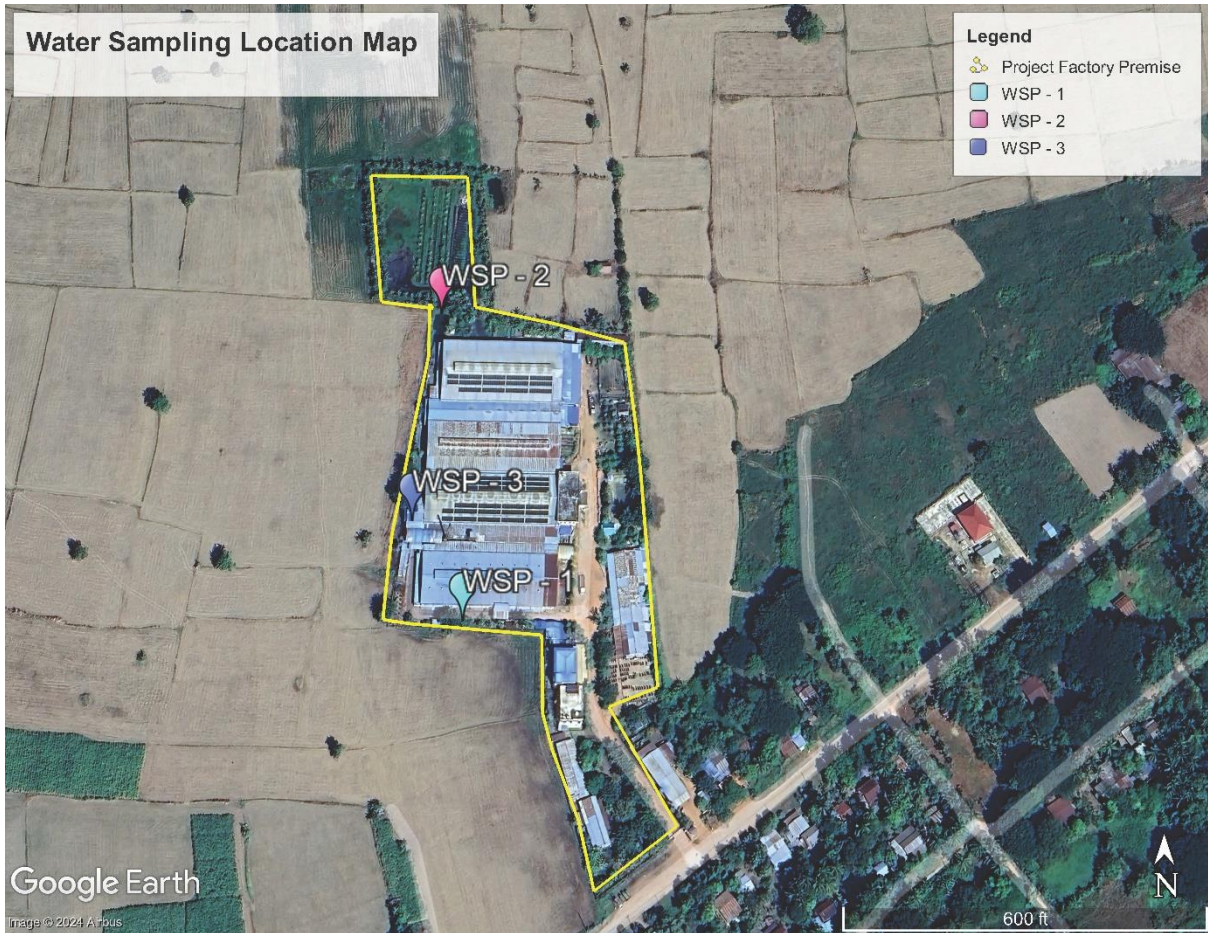 Water Sampling Location Map
Legend
Project Factory Premise
WSP - 1
WSP - 2
WSP - 3
WSP - 2
WSP - 3
WSP - 1
Google Earth
Image © 2024 Airbus
N
600 ft